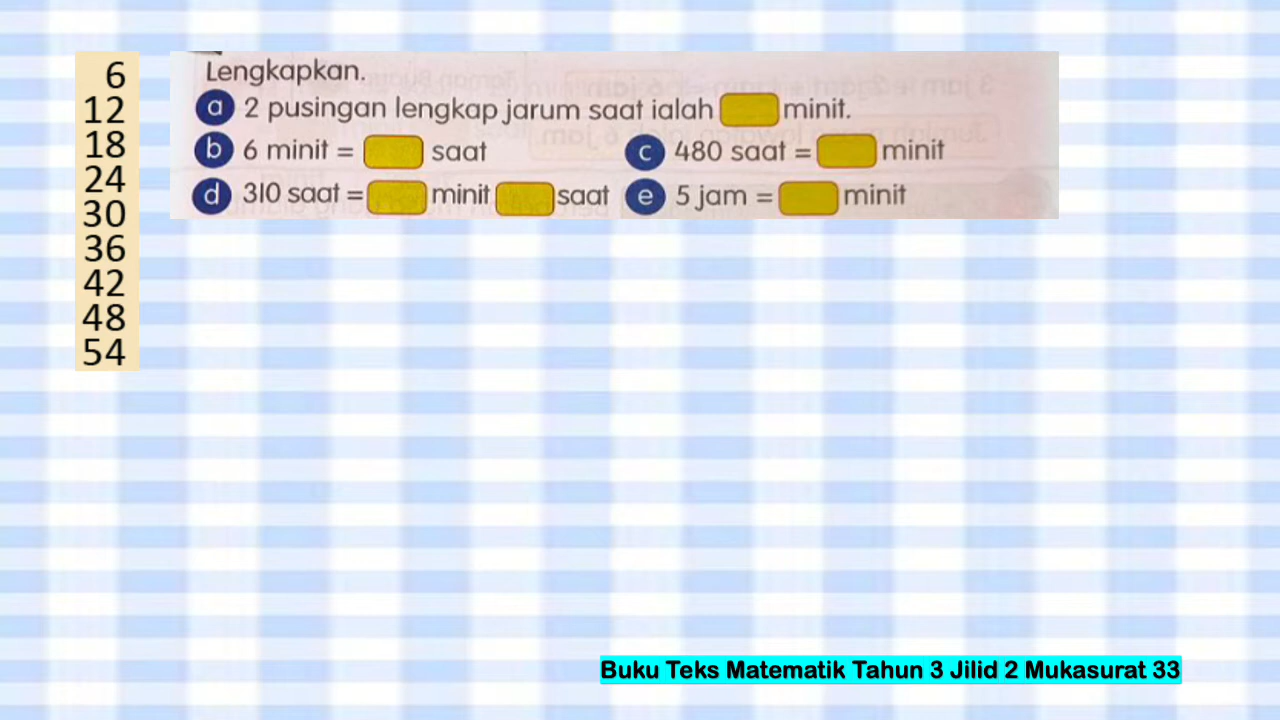 6
12
18
24
30
36
42
48
54
Lengkapkan.
a 2 pusingan lengkap jarum saat ialah minit.
b 6 minit = saat
c 480 saat = minit
d 310 saat = minit saat
e 5 jam = minit
Buku Teks Matematik Tahun 3 Jilid 2 Mukasurat 33